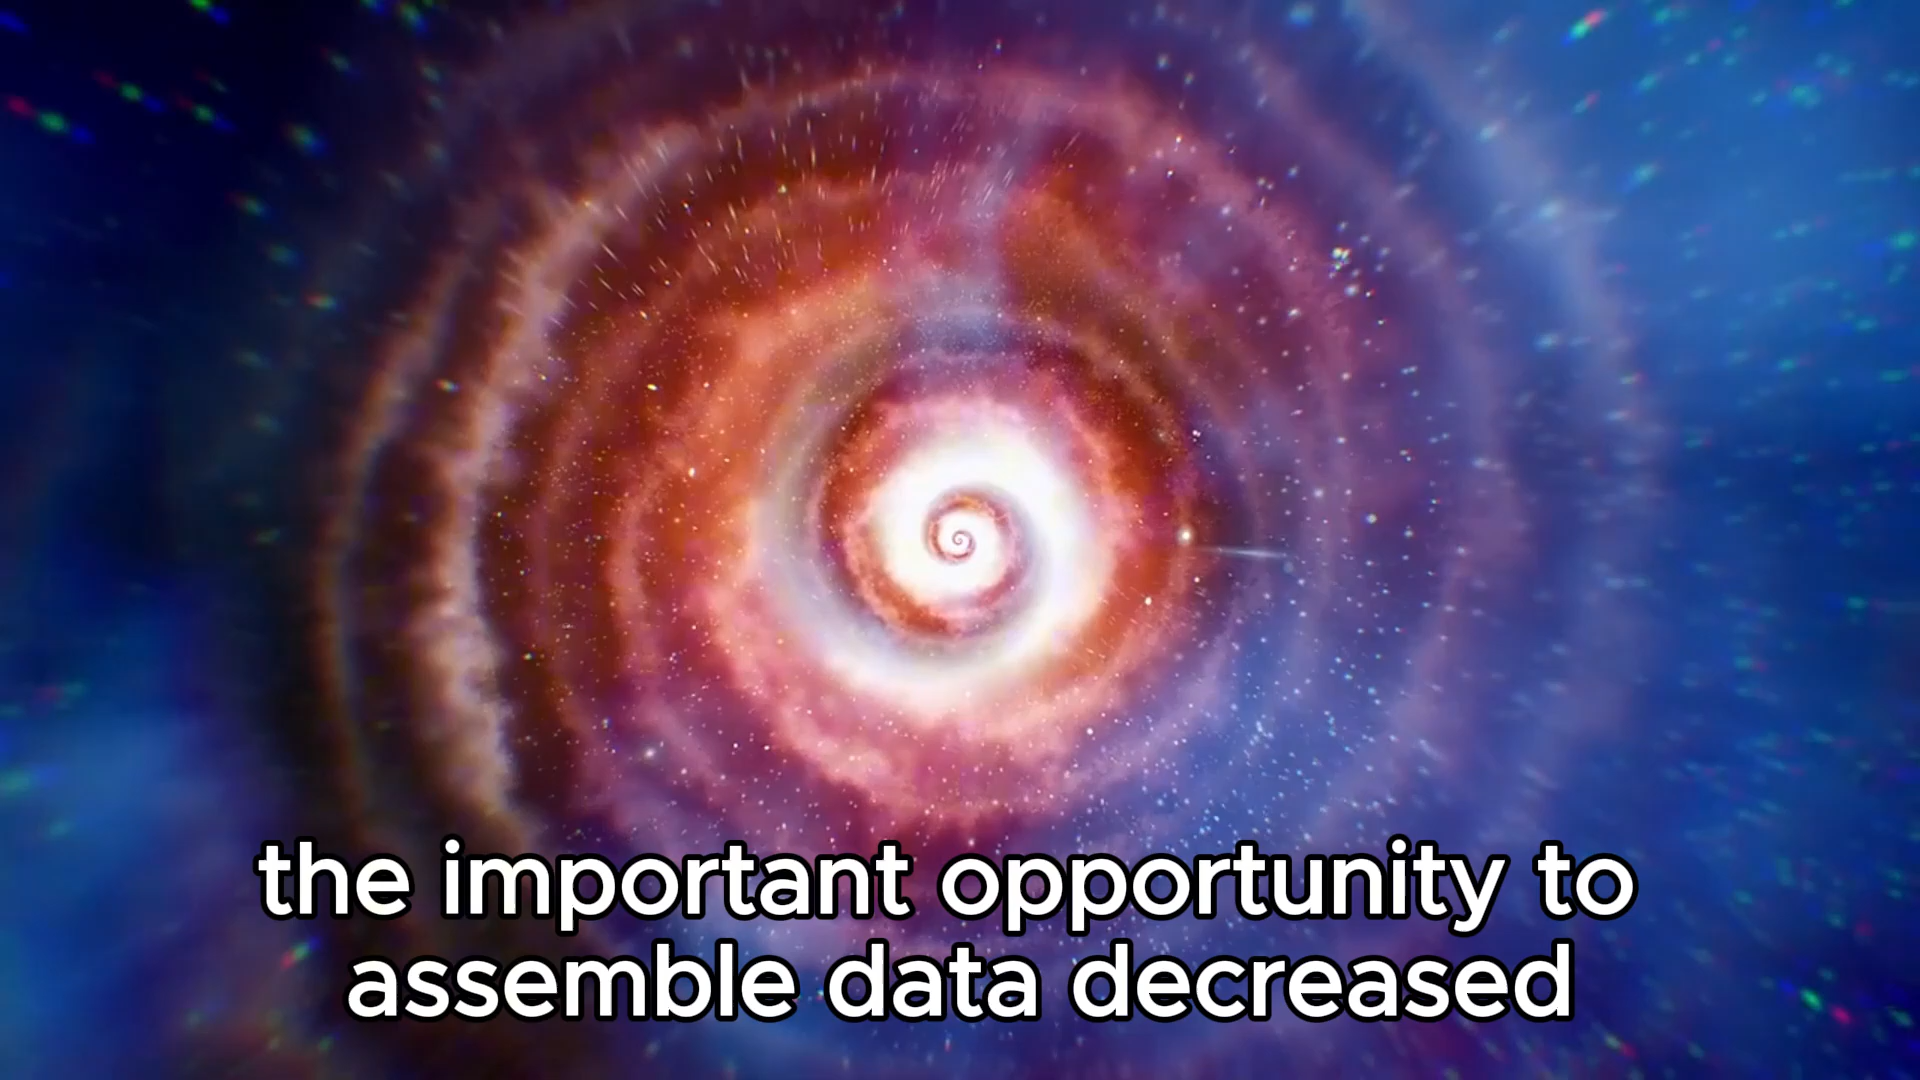 the important opportunity to
assemble data decreased